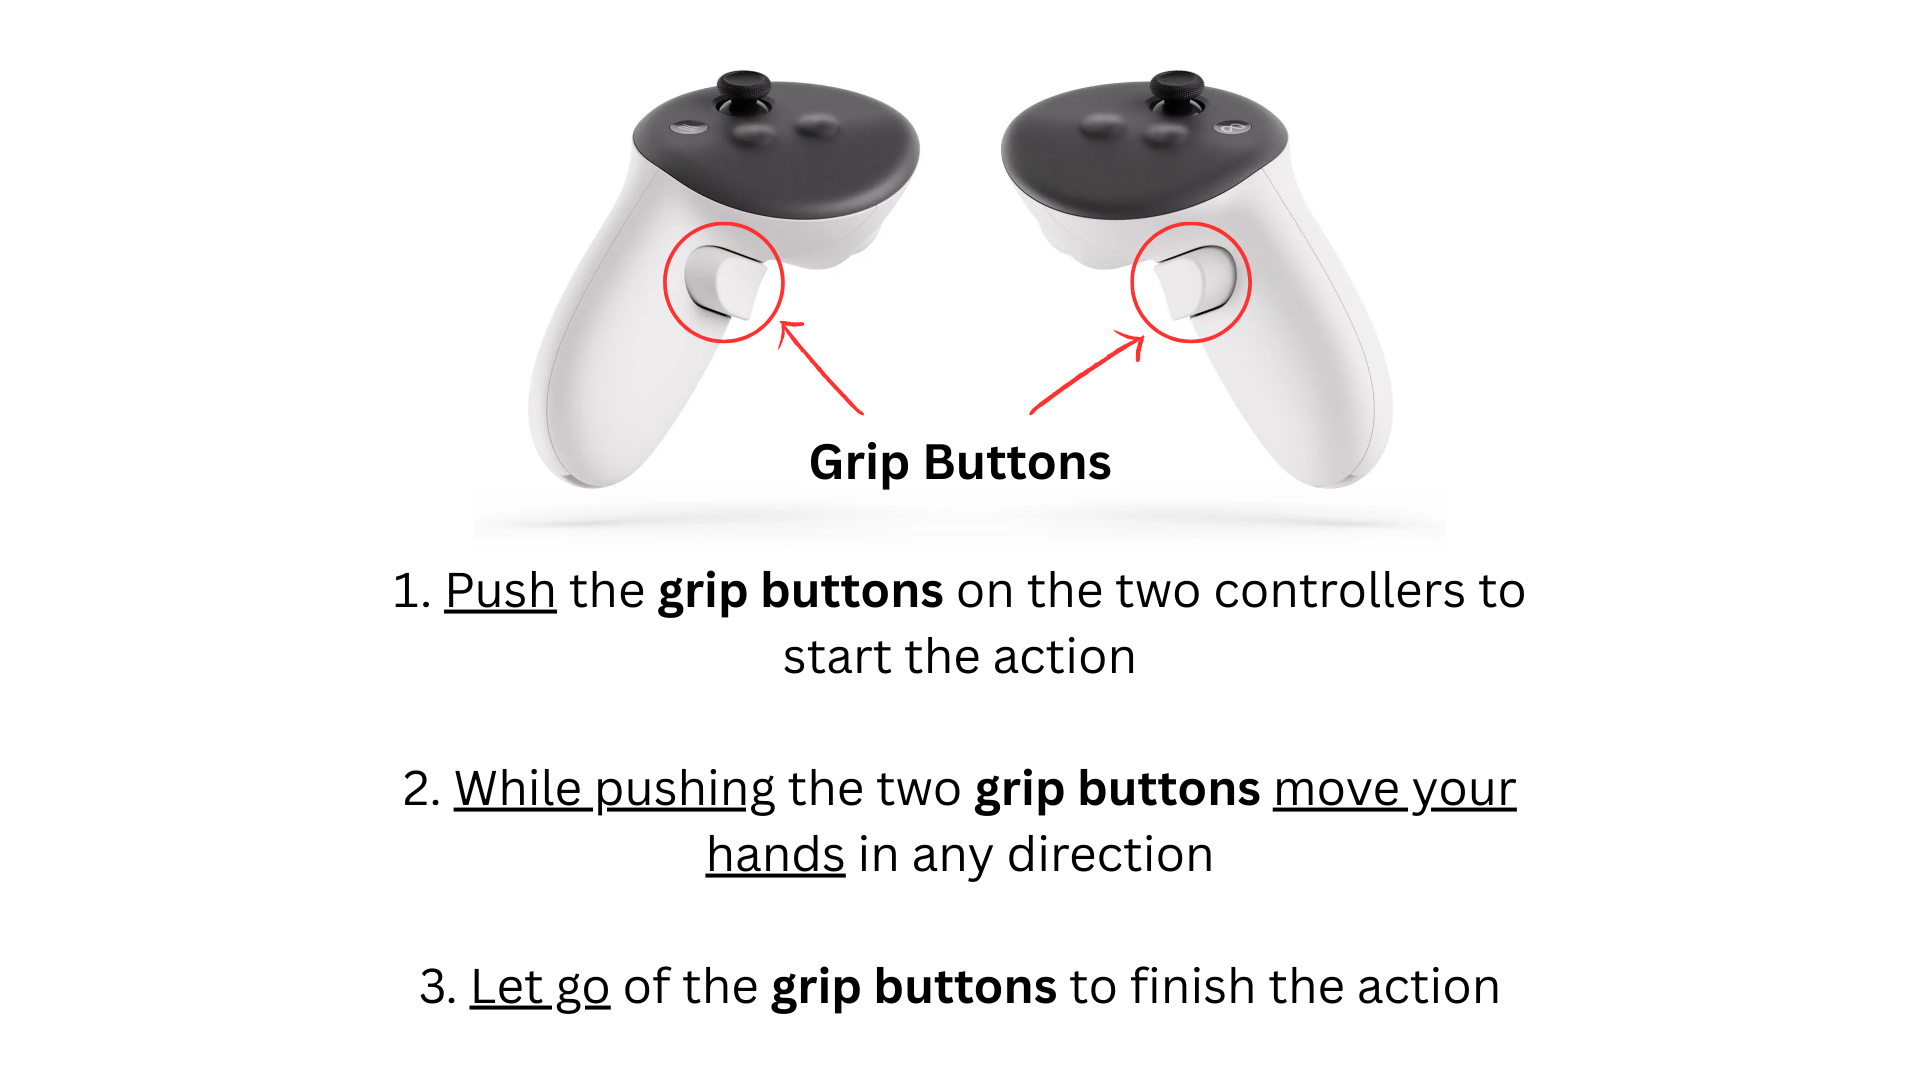 Grip Buttons
1. Push the grip buttons on the two controllers to
start the action
2. While pushing the two grip buttons move your
hands in any direction
3. Let go of the grip buttons to finish the action